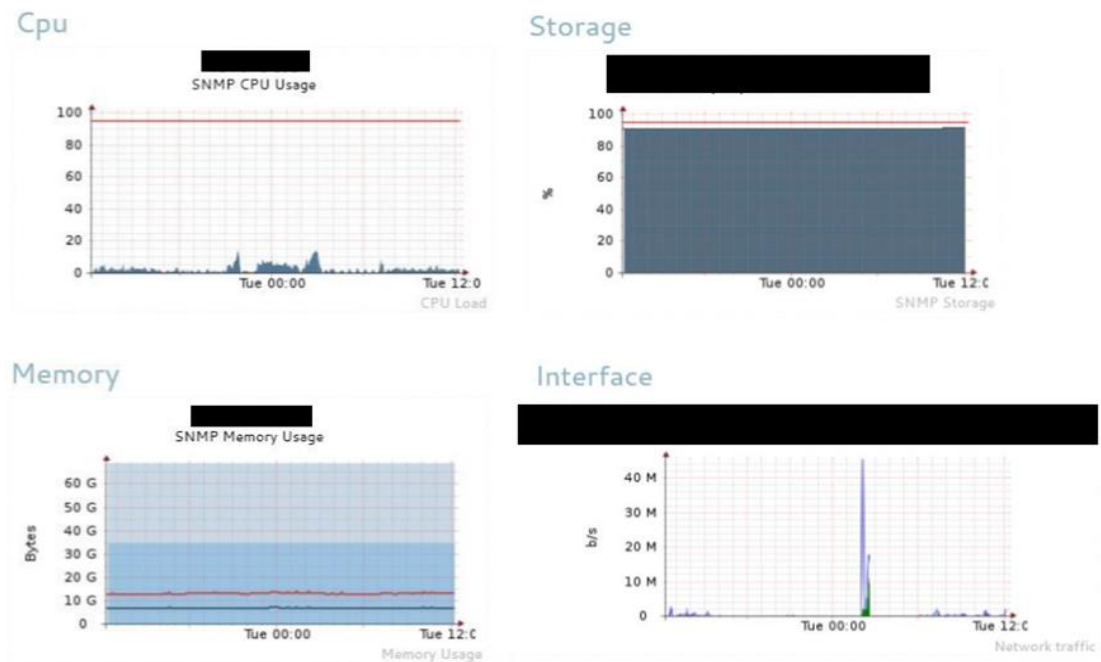 Cpu
SNMP CPU Usage
100
80
60
40
20
0
Tue 00:00
Tue 12:0
CPU Load
Storage
%
100
80
60
40
20
0
Tue 00:00
Tue 12:0
SNMP Storage
Memory
SNMP Memory Usage
Bytes
60 G
50 G
40 G
30 G
20 G
10 G
0
Tue 00:00
Tue 12:0
Memory Usage
Interface
b/s
40 M
30 M
20 M
10 M
0
Tue 00:00
Tue 12:0
Network traffic